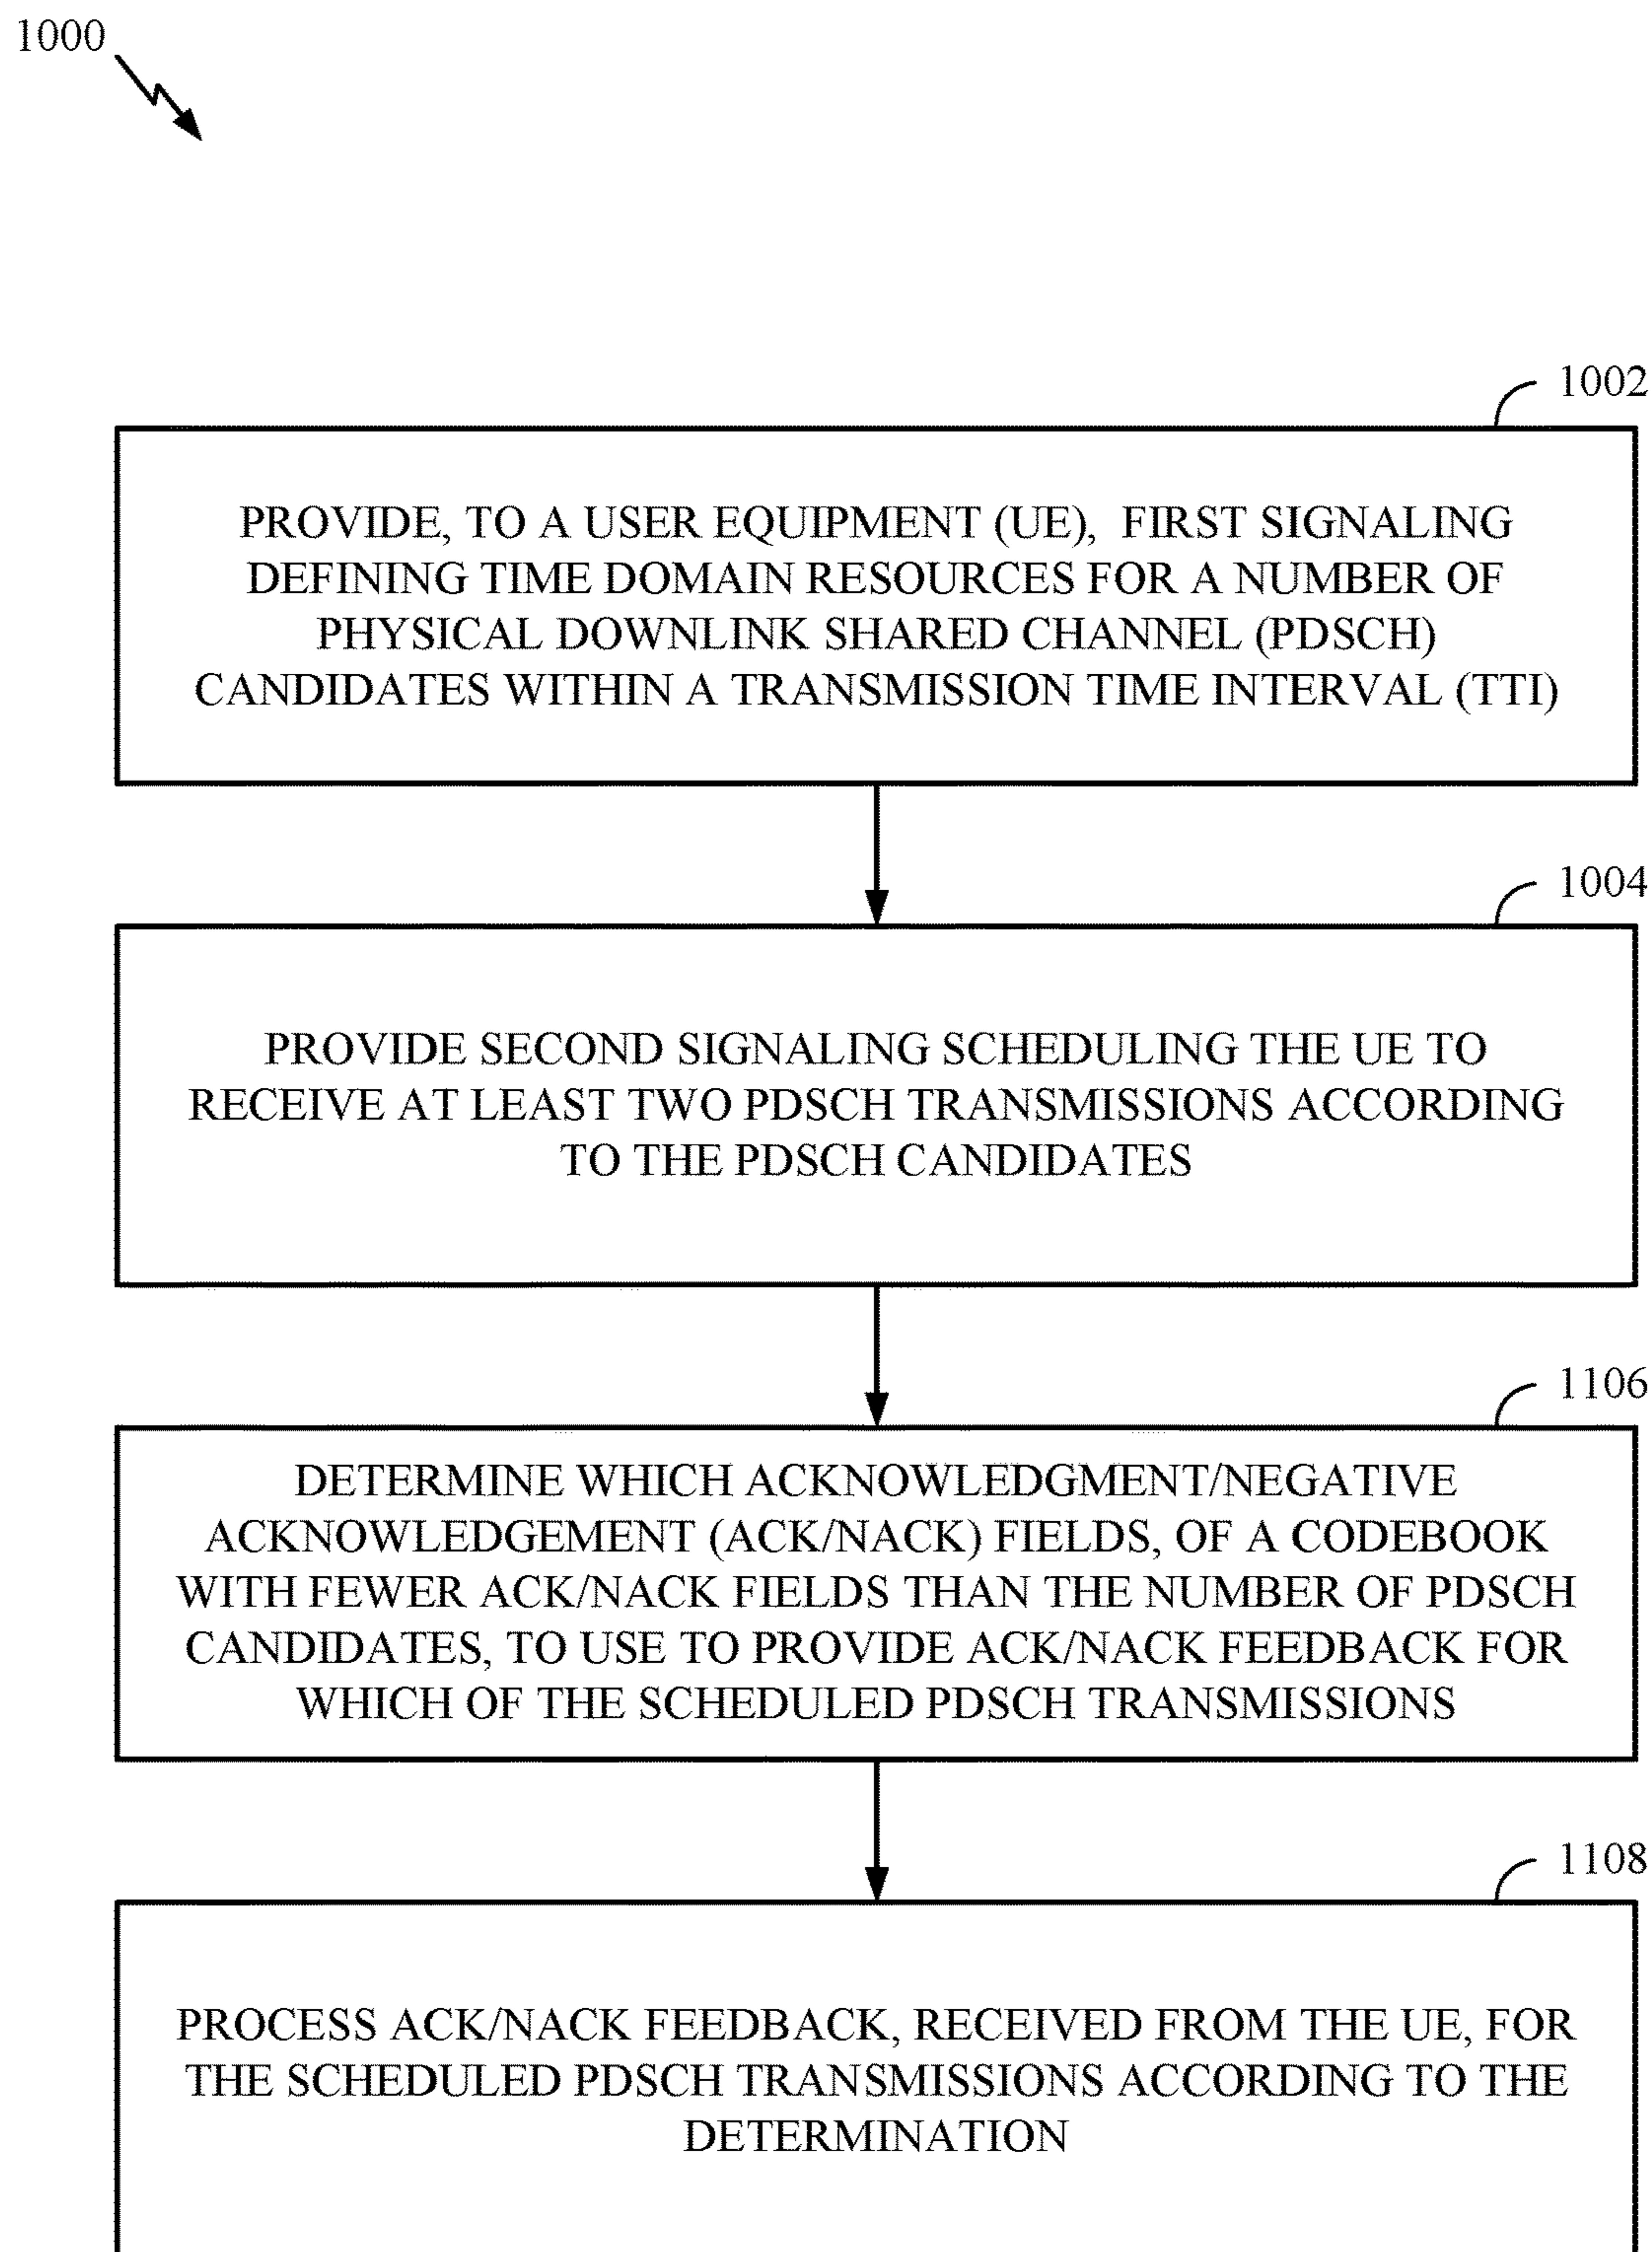 1000
1002
PROVIDE, TO A USER EQUIPMENT (UE), FIRST SIGNALING
DEFINING TIME DOMAIN RESOURCES FOR A NUMBER OF
PHYSICAL DOWNLINK SHARED CHANNEL (PDSCH)
CANDIDATES WITHIN A TRANSMISSION TIME INTERVAL (TTI)
1004
PROVIDE SECOND SIGNALING SCHEDULING THE UE TO
RECEIVE AT LEAST TWO PDSCH TRANSMISSIONS ACCORDING
TO THE PDSCH CANDIDATES
1106
DETERMINE WHICH ACKNOWLEDGMENT/NEGATIVE
ACKNOWLEDGEMENT (ACK/NACK) FIELDS, OF A CODEBOOK
WITH FEWER ACK/NACK FIELDS THAN THE NUMBER OF PDSCH
CANDIDATES, TO USE TO PROVIDE ACK/NACK FEEDBACK FOR
WHICH OF THE SCHEDULED PDSCH TRANSMISSIONS
1108
PROCESS ACK/NACK FEEDBACK, RECEIVED FROM THE UE, FOR
THE SCHEDULED PDSCH TRANSMISSIONS ACCORDING TO THE
DETERMINATION